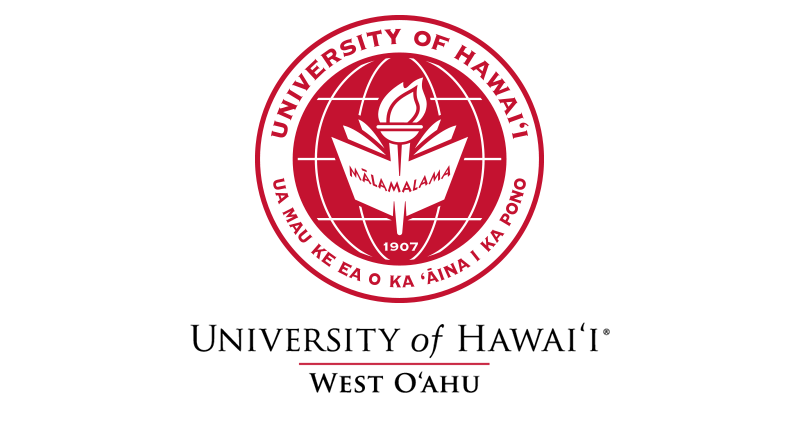 UNIVERSITY OF HAWAIʻI
MĀLAMALAMA
1907
UA MAU KE EA O KA ʻĀINA I KA PONO
UNIVERSITY of HAWAIʻI®
WEST OʻAHU